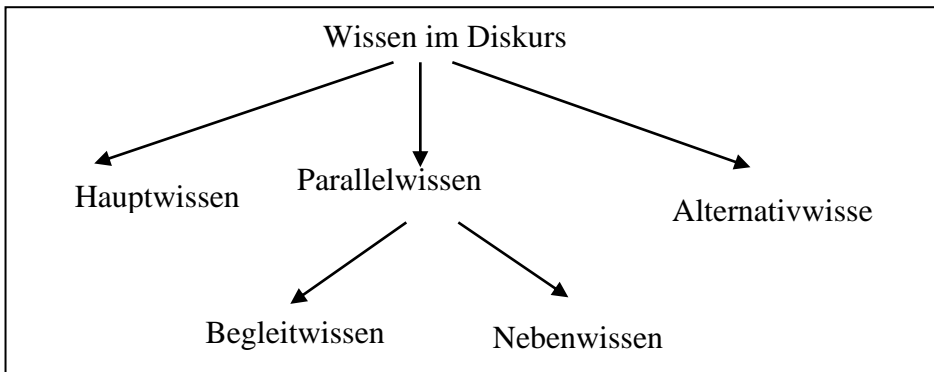 Wissen im Diskurs
Hauptwissen
Parallelwissen
Alternativwisse
Begleitwissen
Nebenwissen